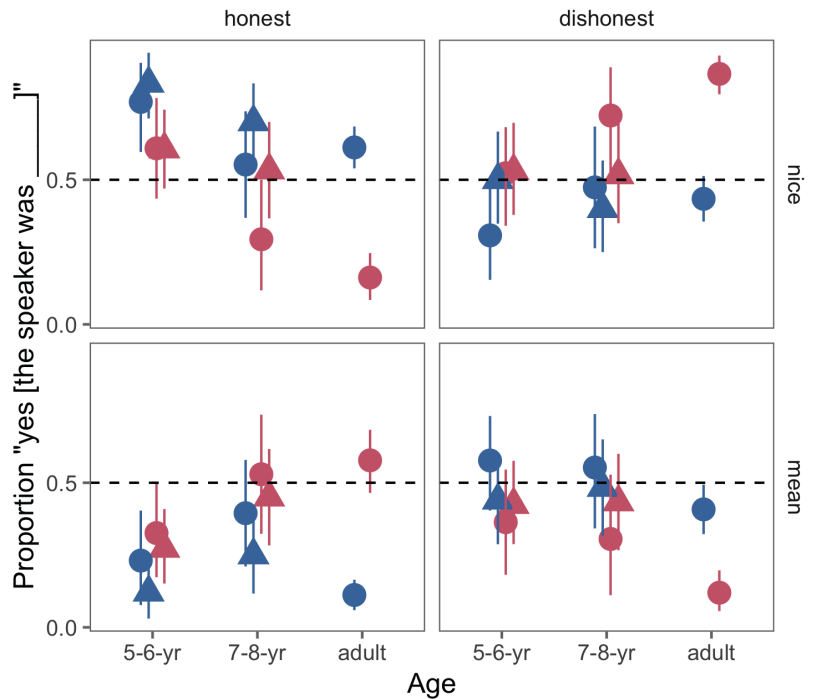 honest
dishonest
Proportion "yes [the speaker was _____]"
0.5
0.0
nice
0.5
0.0
mean
5-6-yr
7-8-yr
adult
5-6-yr
7-8-yr
adult
Age